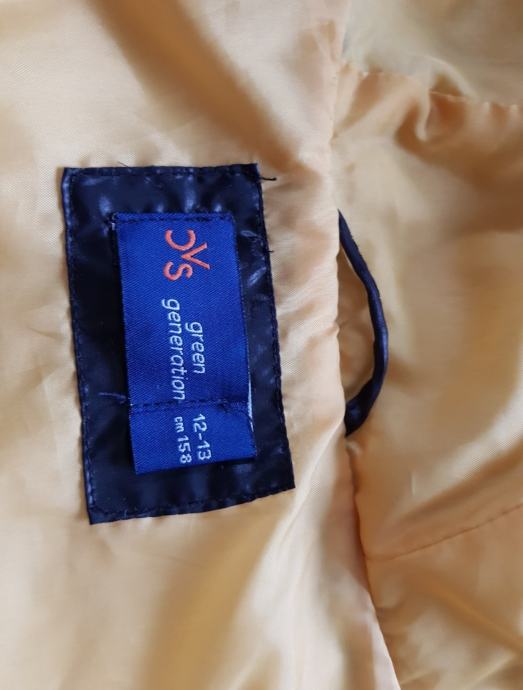 OVS
green
generation
12-13
cm 158